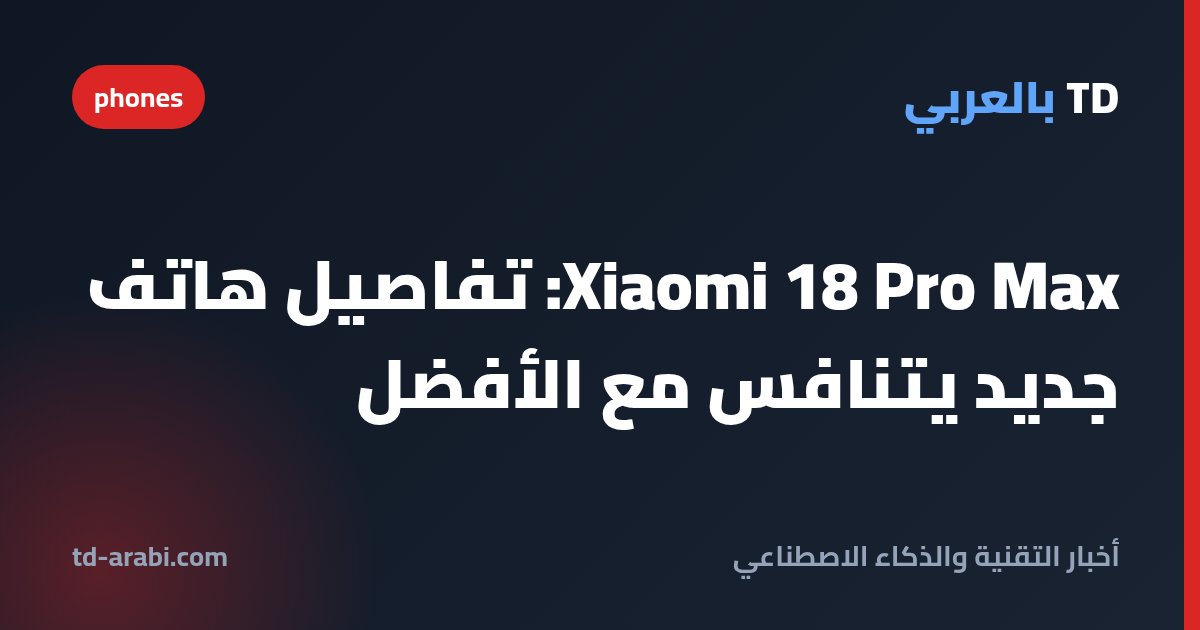 TD بالعربي
phones
Xiaomi 18 Pro Max: تفاصيل هاتف
جديد يتنافس مع الأفضل
أخبار التقنية والذكاء الاصطناعي
td-arabi.com